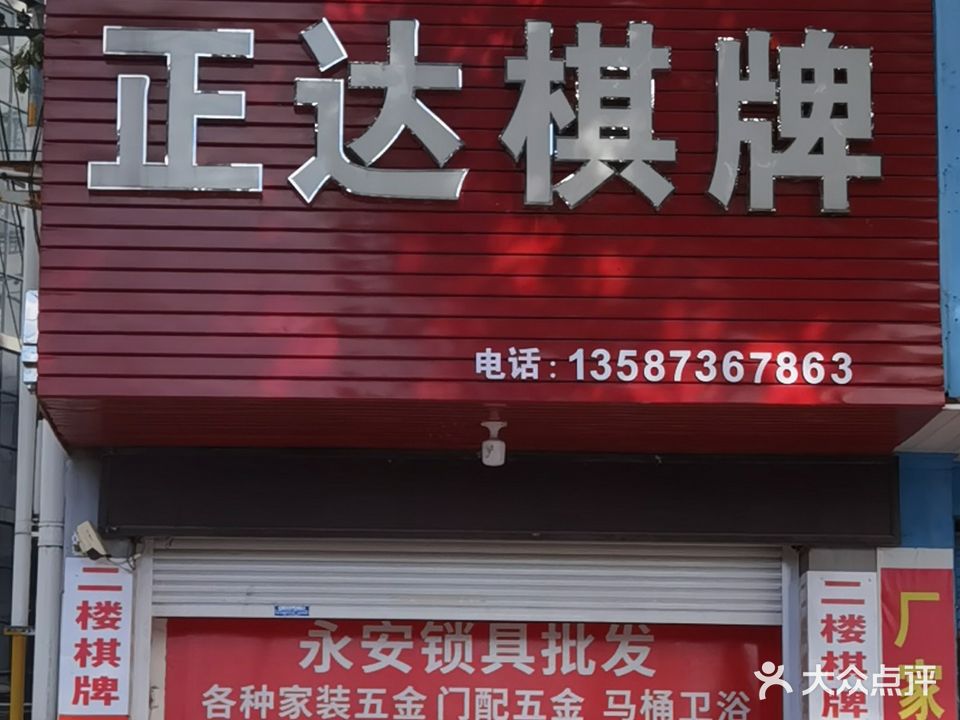 正达棋牌
电话：13587367863
二楼棋牌
永安锁具批发
各种家装五金 门配五金 马桶卫浴
二楼棋牌
厂家
大众点评